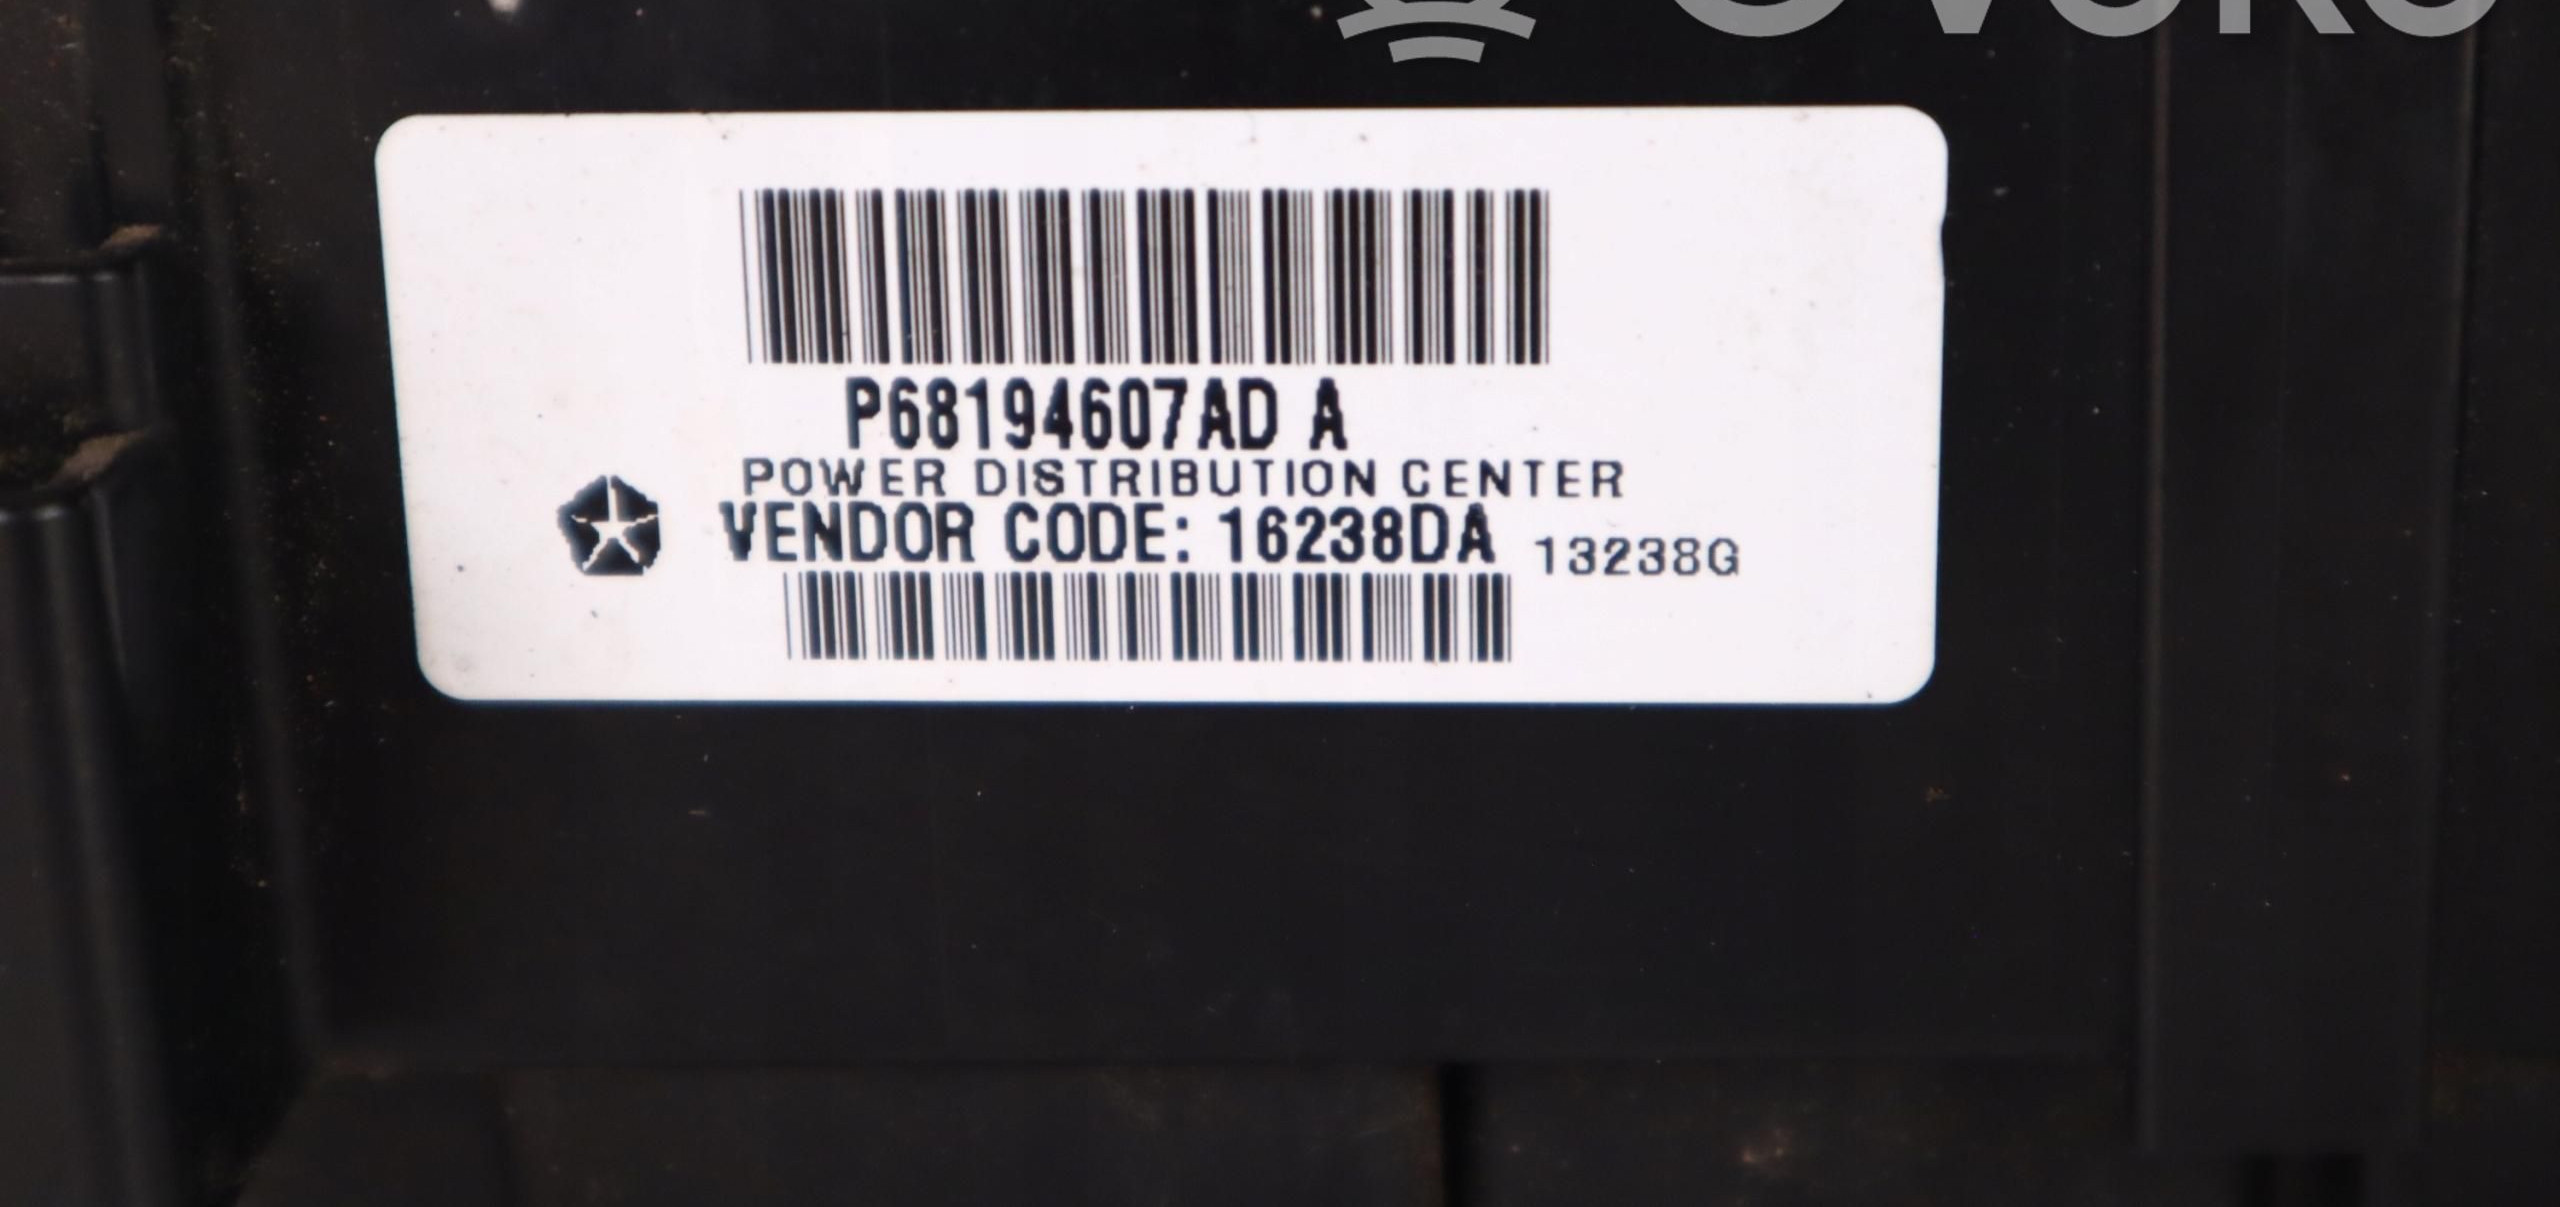 P68194607AD A
POWER DISTRIBUTION CENTER
VENDOR CODE: 16238DA 13238G